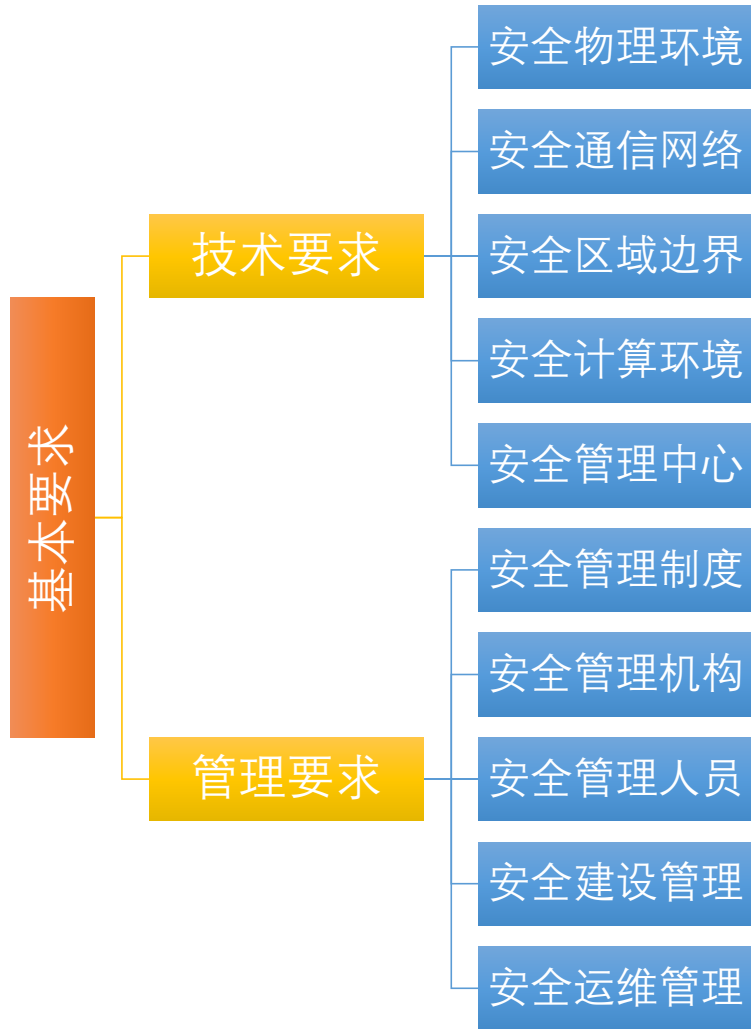 基本要求
技术要求
安全物理环境
安全通信网络
安全区域边界
安全计算环境
安全管理中心
管理要求
安全管理制度
安全管理机构
安全管理人员
安全建设管理
安全运维管理